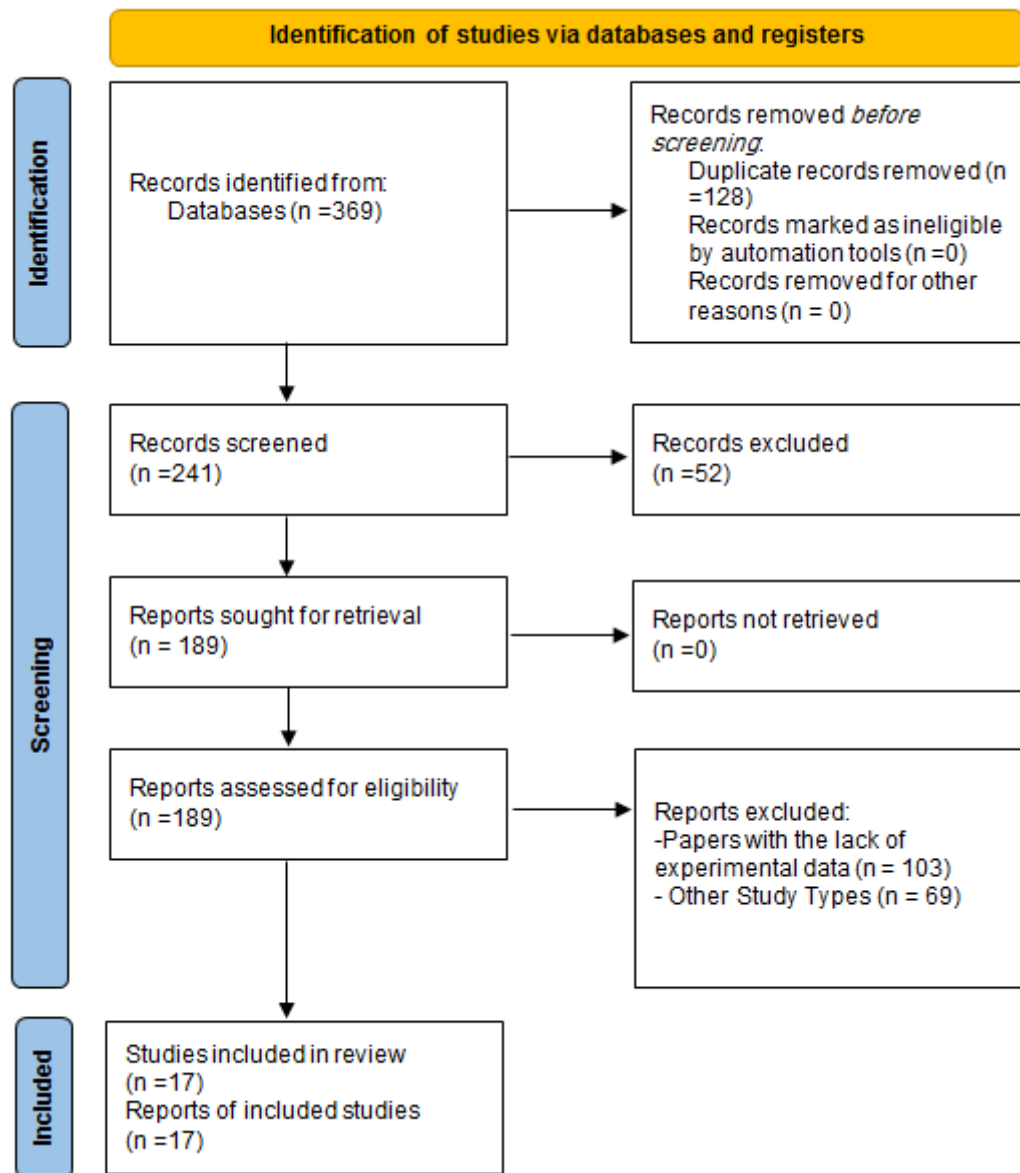 Identification of studies via databases and registers
Identification
Records identified from:
Databases (n =369)
Records removed before
screening:
Duplicate records removed (n
=128)
Records marked as ineligible
by automation tools (n =0)
Records removed for other
reasons (n = 0)
Screening
Records screened
(n =241)
Records excluded
(n =52)
Reports sought for retrieval
(n = 189)
Reports not retrieved
(n =0)
Reports assessed for eligibility
(n =189)
Reports excluded:
-Papers with the lack of
experimental data (n = 103)
- Other Study Types (n = 69)
Included
Studies included in review
(n =17)
Reports of included studies
(n =17)